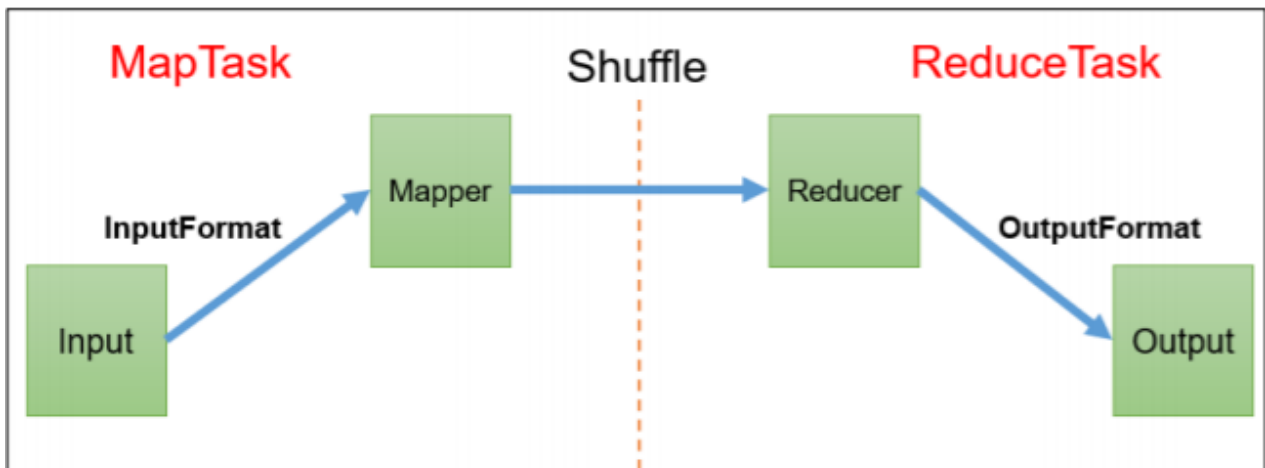 MapTask
Shuffle
ReduceTask
Mapper
Reducer
InputFormat
OutputFormat
Input
Output